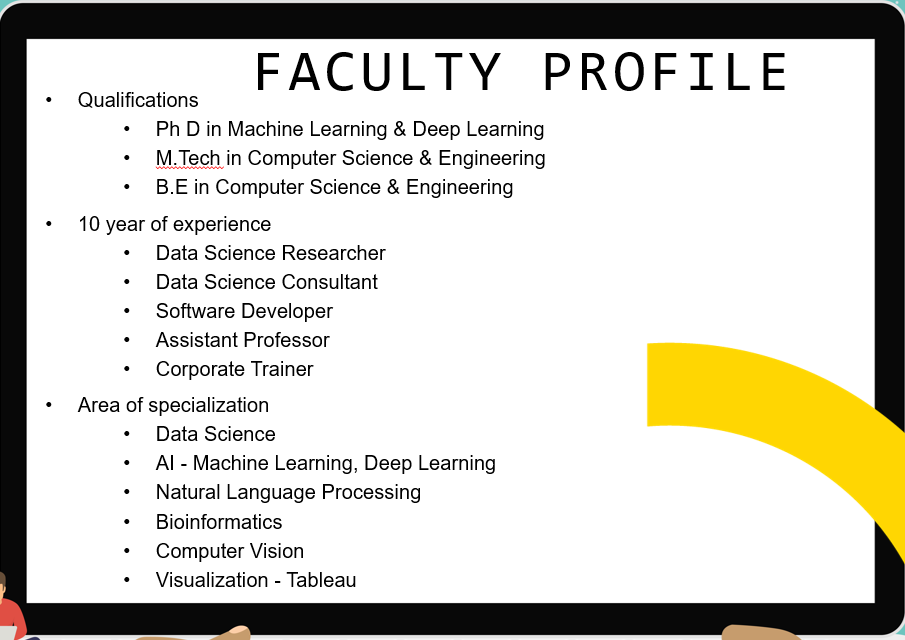 FACULTY PROFILE
• Qualifications
• Ph D in Machine Learning & Deep Learning
• M.Tech in Computer Science & Engineering
• B.E in Computer Science & Engineering
• 10 year of experience
• Data Science Researcher
• Data Science Consultant
• Software Developer
• Assistant Professor
• Corporate Trainer
• Area of specialization
• Data Science
• AI - Machine Learning, Deep Learning
• Natural Language Processing
• Bioinformatics
• Computer Vision
• Visualization - Tableau